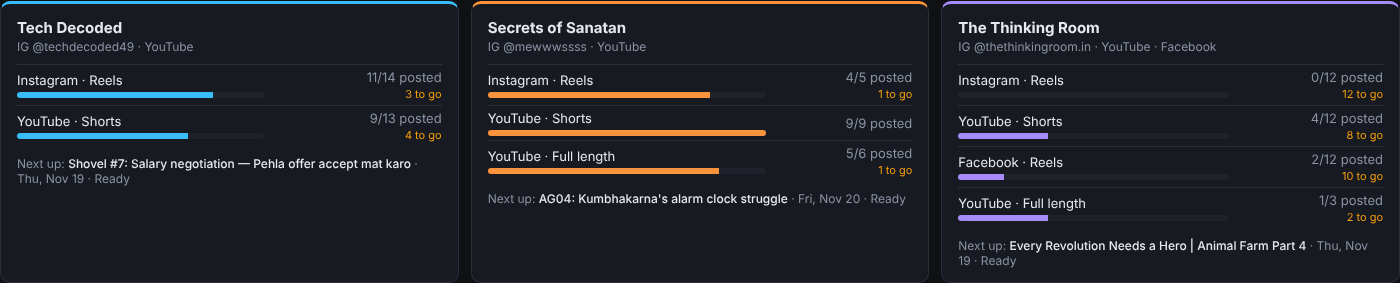 Tech Decoded
IG @techdecoded49 · YouTube
Instagram · Reels
11/14 posted
3 to go
YouTube · Shorts
9/13 posted
4 to go
Next up: Shovel #7: Salary negotiation — Pehla offer accept mat karo ·
Thu, Nov 19 · Ready
Secrets of Sanatan
IG @mewwwssss · YouTube
Instagram · Reels
4/5 posted
1 to go
YouTube · Shorts
9/9 posted
YouTube · Full length
5/6 posted
1 to go
Next up: AG04: Kumbhakarna's alarm clock struggle · Fri, Nov 20 · Ready
The Thinking Room
IG @thethinkingroom.in · YouTube · Facebook
Instagram · Reels
0/12 posted
12 to go
YouTube · Shorts
4/12 posted
8 to go
Facebook · Reels
2/12 posted
10 to go
YouTube · Full length
1/3 posted
2 to go
Next up: Every Revolution Needs a Hero | Animal Farm Part 4 · Thu, Nov
19 · Ready